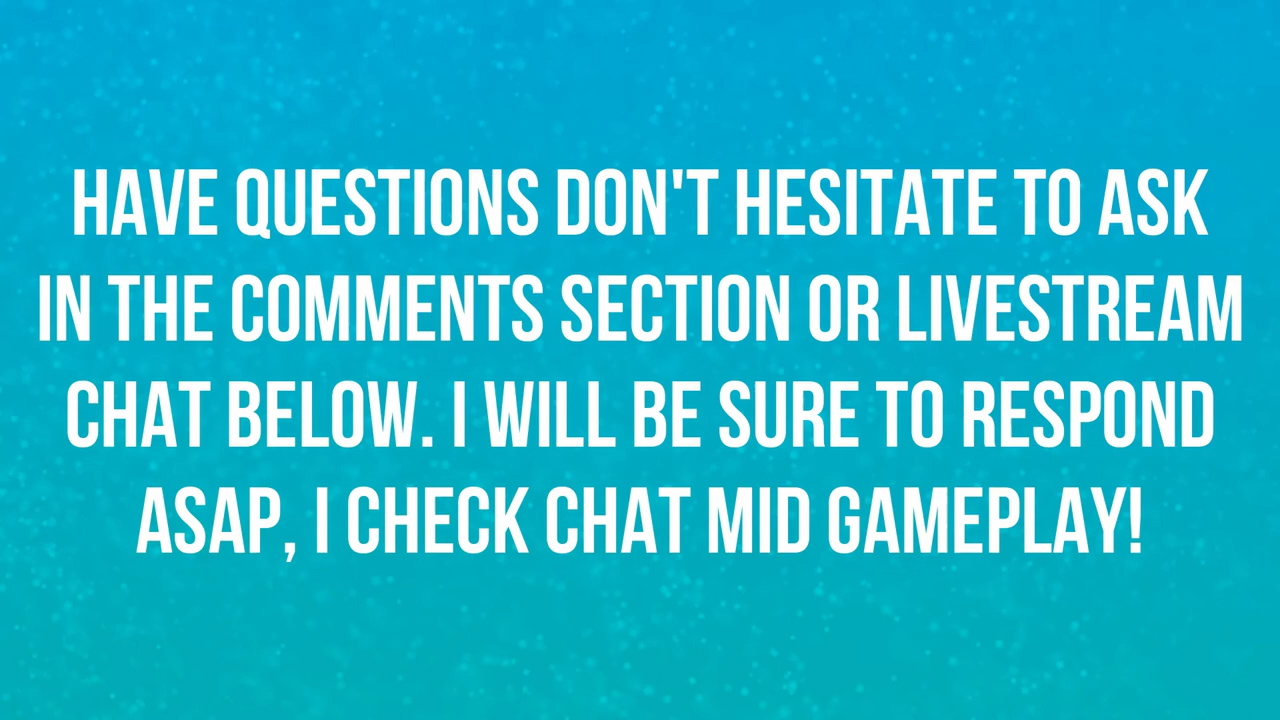 HAVE QUESTIONS DON'T HESITATE TO ASK
IN THE COMMENTS SECTION OR LIVESTREAM
CHAT BELOW. I WILL BE SURE TO RESPOND
ASAP, I CHECK CHAT MID GAMEPLAY!